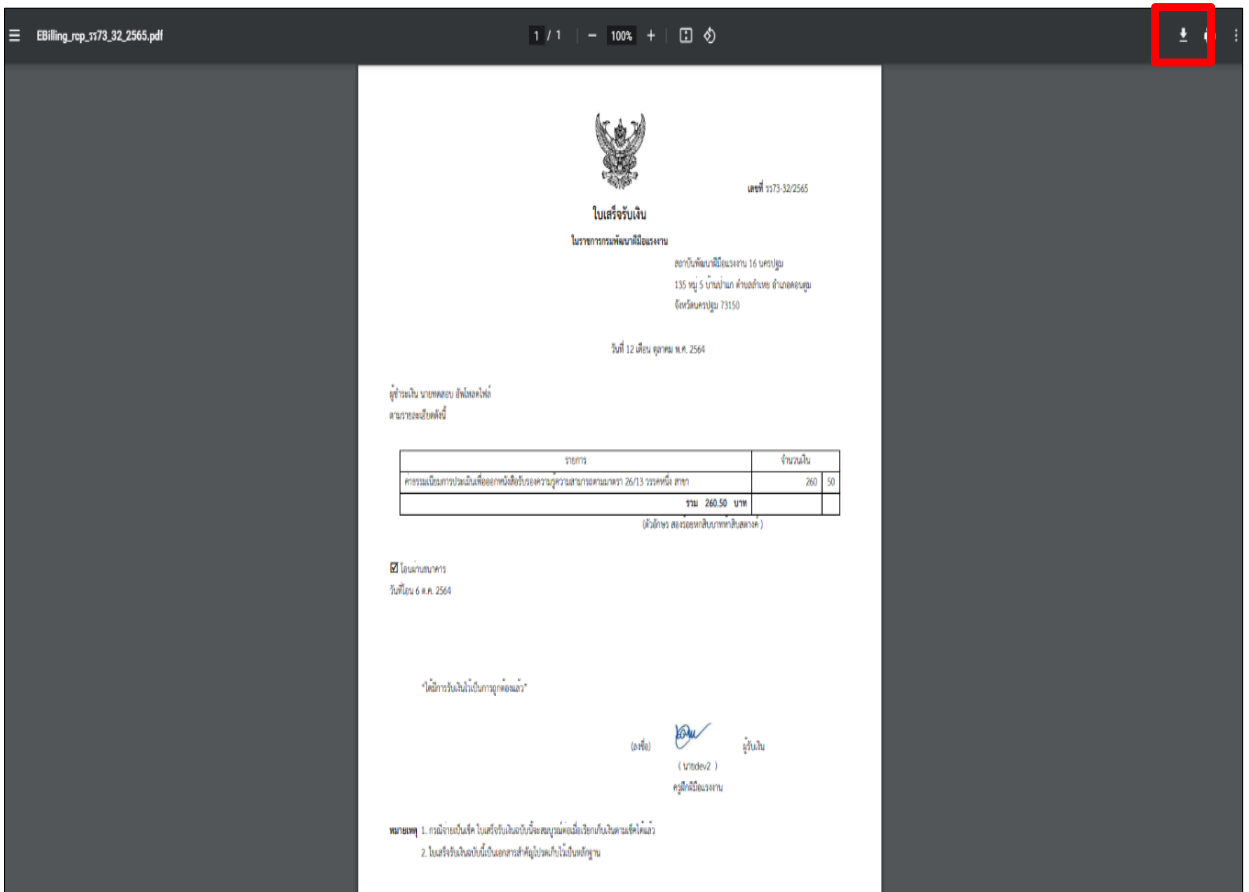 EBilling_rcp_รว73_32_2565.pdf
1 / 1
100%
เลขที่ รว73-32/2565
ใบเสร็จรับเงิน
ในราชการกรมพัฒนาฝีมือแรงงาน
สถาบันพัฒนาฝีมือแรงงาน 16 นครปฐม
135 หมู่ 5 บ้านป่าแก ตำบลลำเหย อำเภอดอนตูม
จังหวัดนครปฐม 73150
วันที่ 12 เดือน ตุลาคม พ.ศ. 2564
ผู้ชำระเงิน นายทดสอบ อัพโหลดไฟล์
ตามรายละเอียดดังนี้
รายการ จำนวนเงิน
ค่าธรรมเนียมการประเมินเพื่อออกหนังสือรับรองความรู้ความสามารถตามมาตรา 26/13 วรรคหนึ่ง สาขา 260 50
รวม 260.50 บาท
(ตัวอักษร สองร้อยหกสิบบาทห้าสิบสตางค์ )
โอนผ่านธนาคาร
วันที่โอน 6 ต.ค. 2564
"ได้มีการรับเงินไว้เป็นการถูกต้องแล้ว"
(ลงชื่อ) ผู้รับเงิน
( นายdev2 )
ครูฝึกฝีมือแรงงาน
หมายเหตุ 1. กรณีจ่ายเป็นเช็ค ใบเสร็จรับเงินฉบับนี้จะสมบูรณ์ต่อเมื่อเรียกเก็บเงินตามเช็คได้แล้ว
2. ใบเสร็จรับเงินฉบับนี้เป็นเอกสารสำคัญโปรดเก็บไว้เป็นหลักฐาน